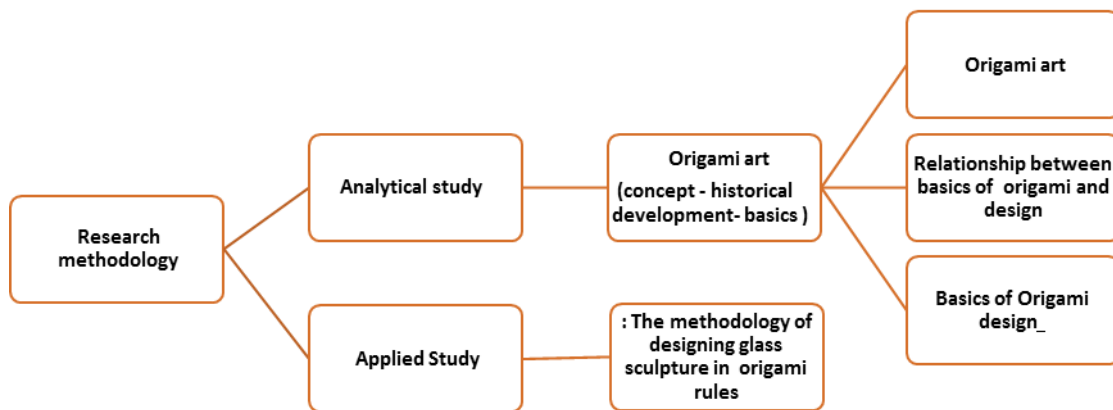 Research
methodology
Analytical study
Origami art
(concept - historical
development- basics )
Origami art
Relationship between
basics of origami and
design
Basics of Origami
design_
Applied Study
: The methodology of
designing glass
sculpture in origami
rules